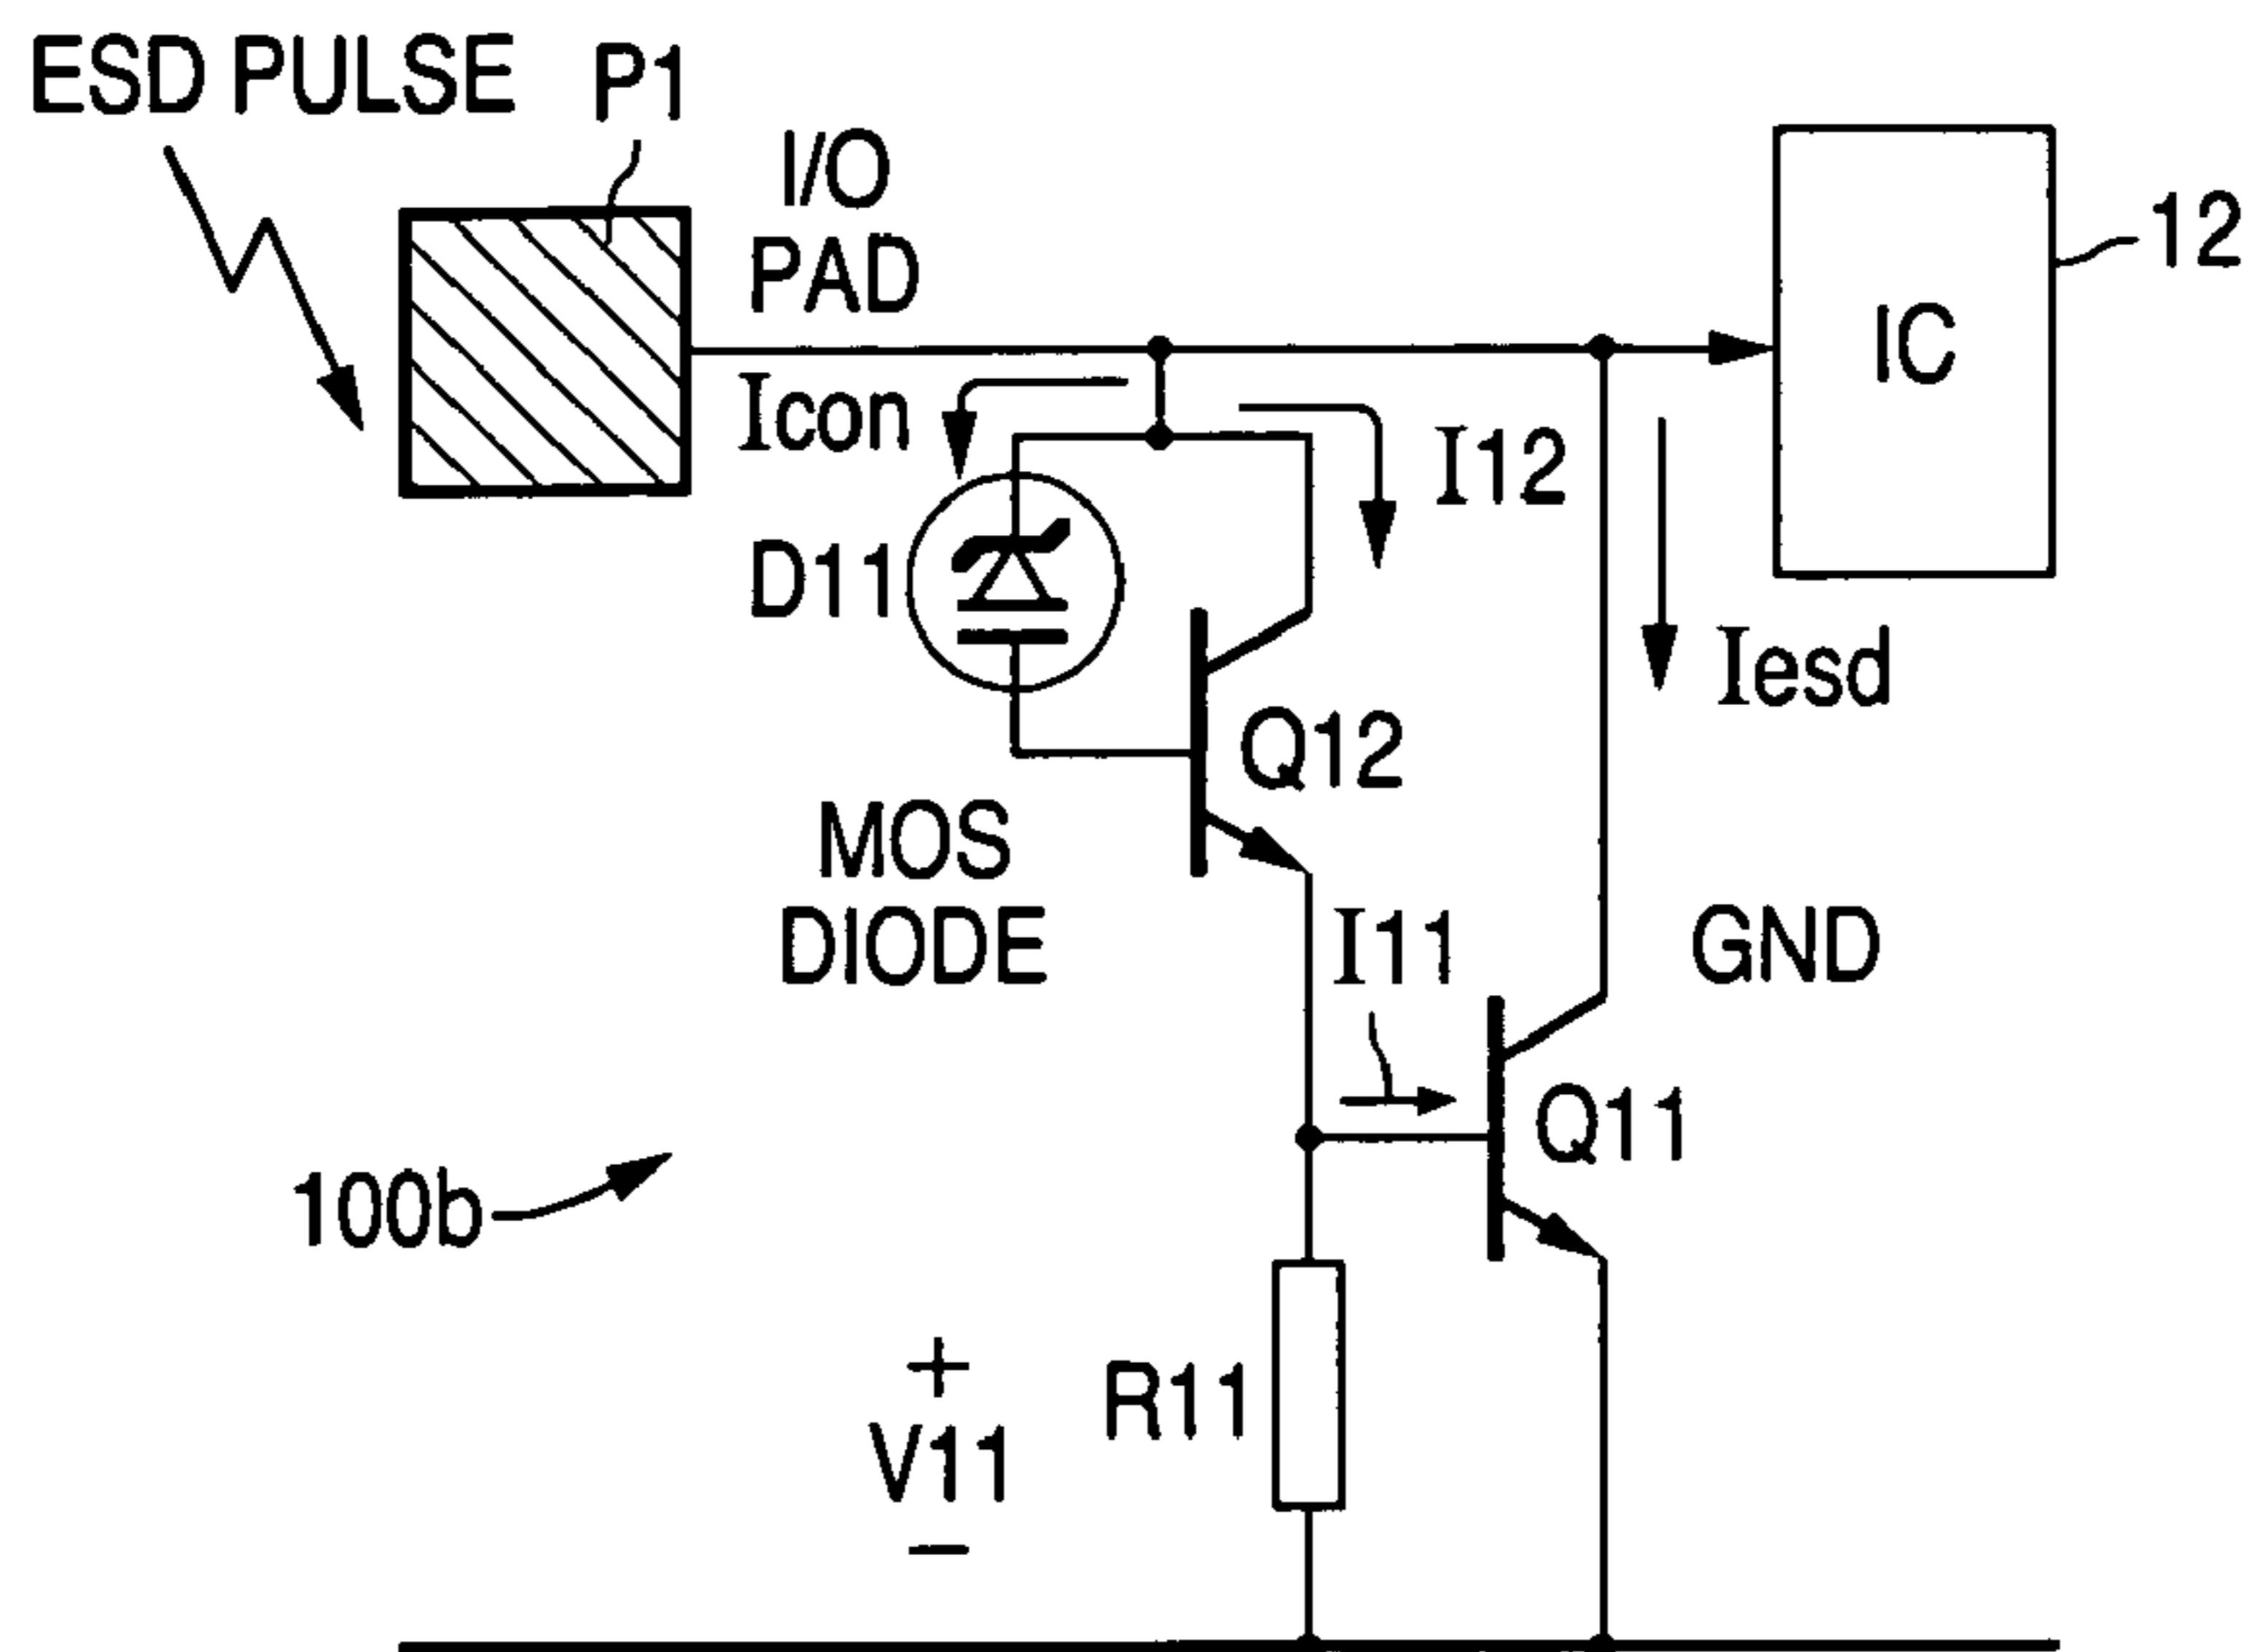 ESD PULSE
P1
I/O
PAD
12
IC
Icon
I12
D11
Iesd
Q12
MOS
DIODE
I11
GND
Q11
100b
+
V11
−
R11